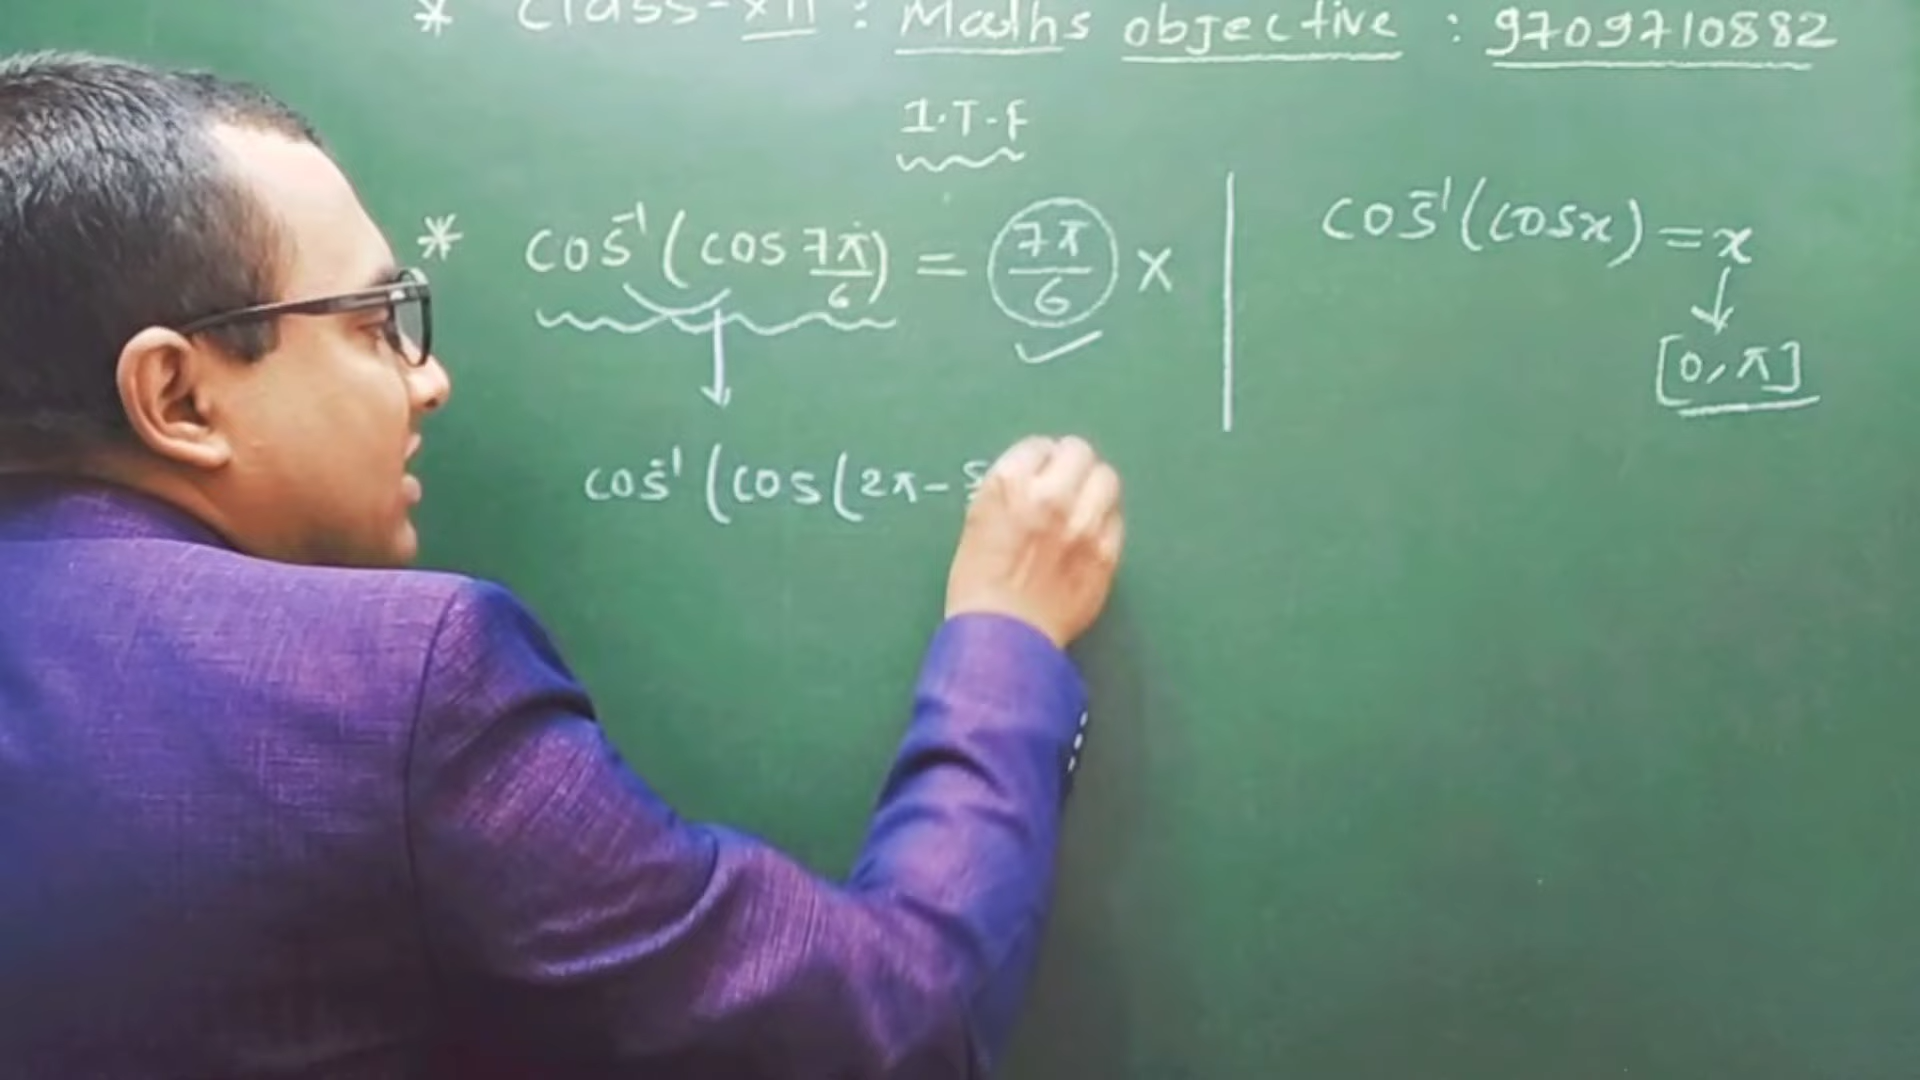 * Class-XII : Maths objective : 9709710882
I.T.F
* cos⁻¹(cos 7π/6) = 7π/6 × | cos⁻¹(cosx) = x
[0, π]
cos⁻¹(cos(2π-5